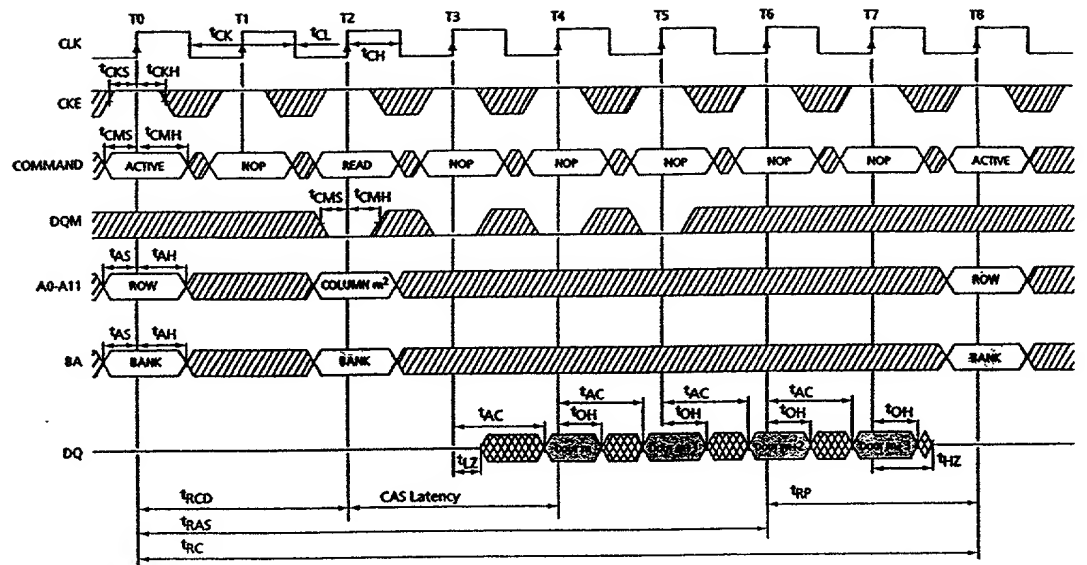 T0 T1 T2 T3 T4 T5 T6 T7 T8
CLK
tCK tCL
tCH
tCKS tCKH
CKE
tCMS tCMH
COMMAND ACTIVE NOP READ NOP NOP NOP NOP NOP ACTIVE
tCMS tCMH
DQM
tAS tAH
A0-A11 ROW COLUMN m² ROW
tAS tAH
BA BANK BANK BANK
tAC tAC tAC tAC
tOH tOH tOH tOH
DQ
tLZ tHZ
tRCD CAS Latency tRP
tRAS
tRC